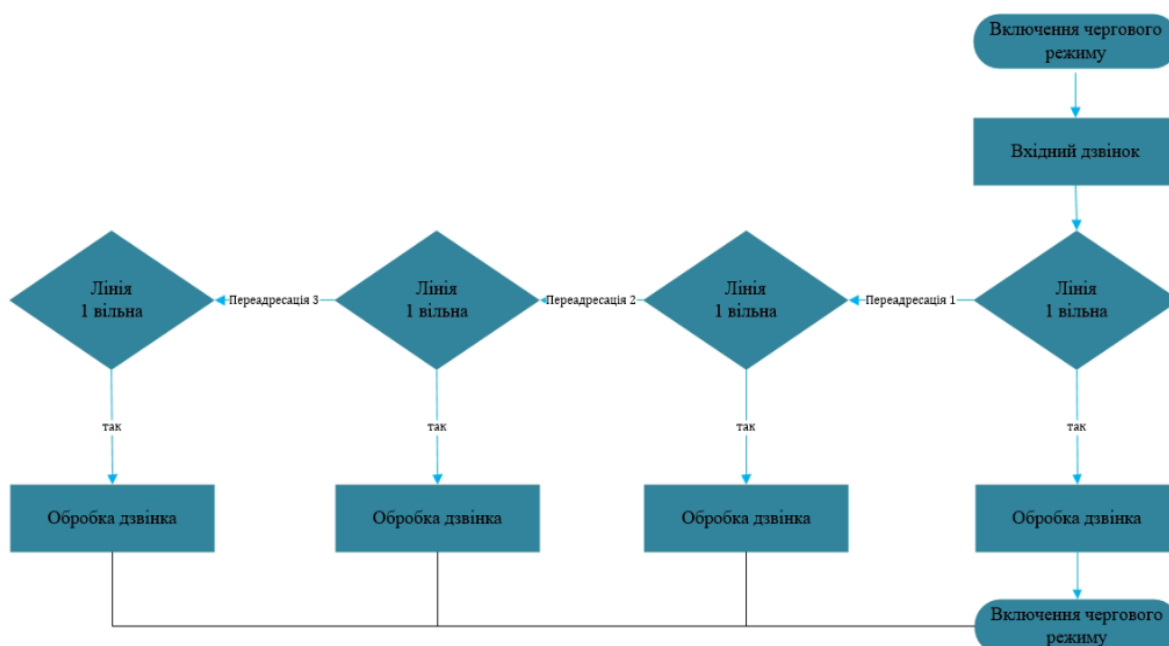 Включення чергового
режиму
Вхідний дзвінок
Лінія
1 вільна
Переадресація 3
Лінія
1 вільна
Переадресація 2
Лінія
1 вільна
Переадресація 1
Лінія
1 вільна
так
так
так
так
Обробка дзвінка
Обробка дзвінка
Обробка дзвінка
Обробка дзвінка
Включення чергового
режиму